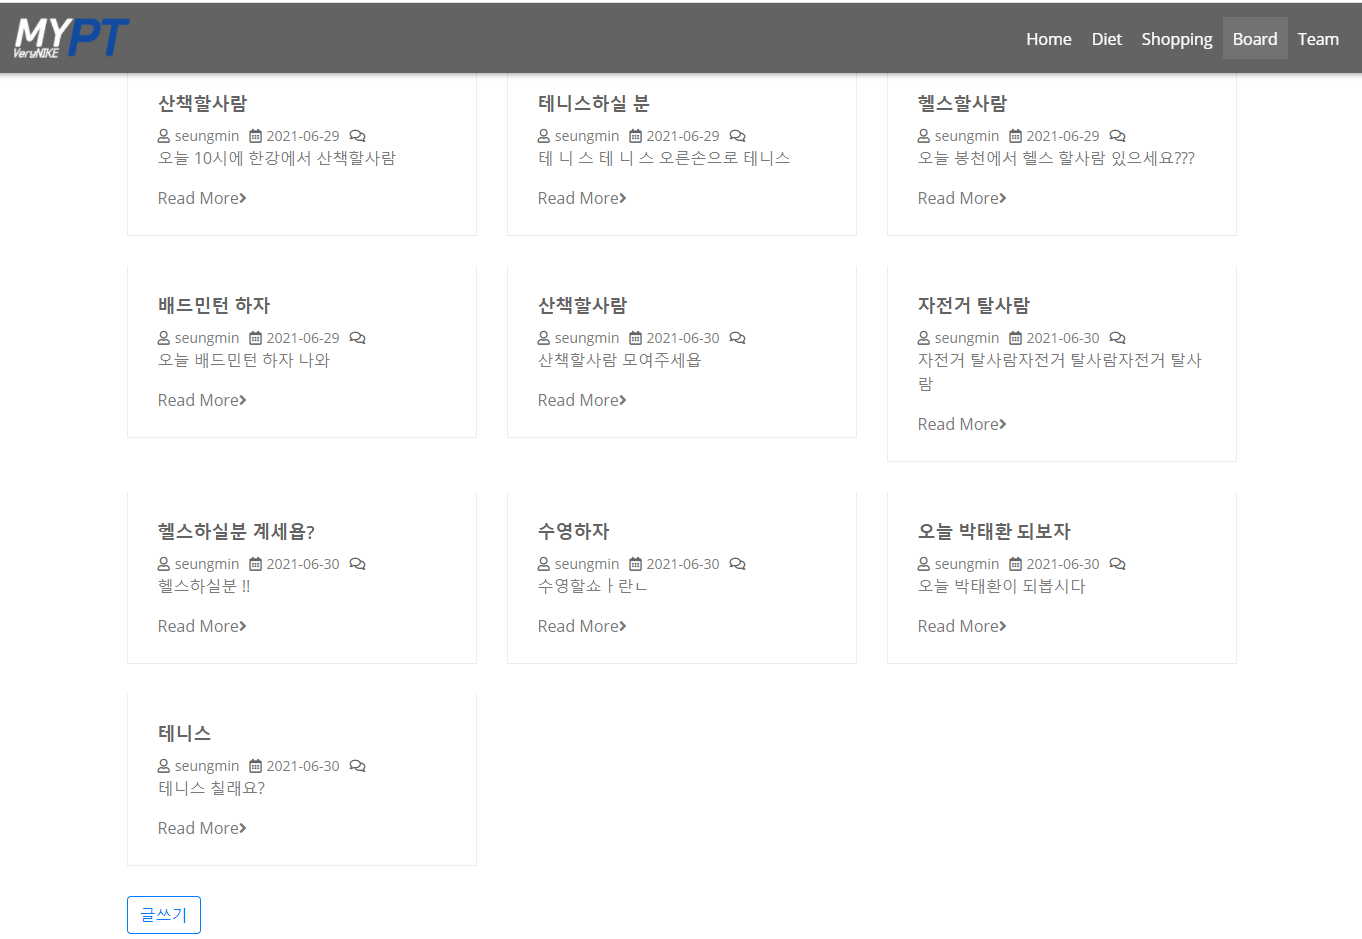 MYPT
VeryNIKE
Home Diet Shopping Board Team
산책할사람
seungmin 2021-06-29
오늘 10시에 한강에서 산책할사람
Read More
테니스하실 분
seungmin 2021-06-29
테 니 스 테 니 스 오른손으로 테니스
Read More
헬스할사람
seungmin 2021-06-29
오늘 봉천에서 헬스 할사람 있으세요???
Read More
배드민턴 하자
seungmin 2021-06-29
오늘 배드민턴 하자 나와
Read More
산책할사람
seungmin 2021-06-30
산책할사람 모여주세욥
Read More
자전거 탈사람
seungmin 2021-06-30
자전거 탈사람자전거 탈사람자전거 탈사
람
Read More
헬스하실분 계세욥?
seungmin 2021-06-30
헬스하실분 !!
Read More
수영하자
seungmin 2021-06-30
수영할쇼ㅏ란ㄴ
Read More
오늘 박태환 되보자
seungmin 2021-06-30
오늘 박태환이 되봅시다
Read More
테니스
seungmin 2021-06-30
테니스 칠래요?
Read More
글쓰기